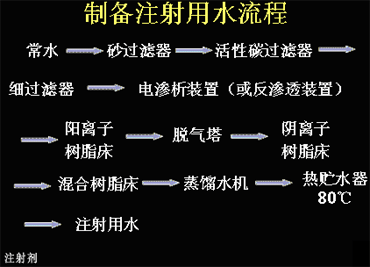 制备注射用水流程
常水 砂过滤器 活性碳过滤器
细过滤器 电渗析装置（或反渗透装置）
阳离子树脂床 脱气塔 阴离子树脂床
混合树脂床 蒸馏水机 热贮水器80℃
注射用水
注射剂